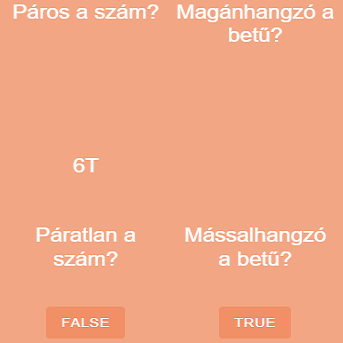 Páros a szám?
Magánhangzó a
betű?
6T
Páratlan a
szám?
Mássalhangzó
a betű?
FALSE
TRUE